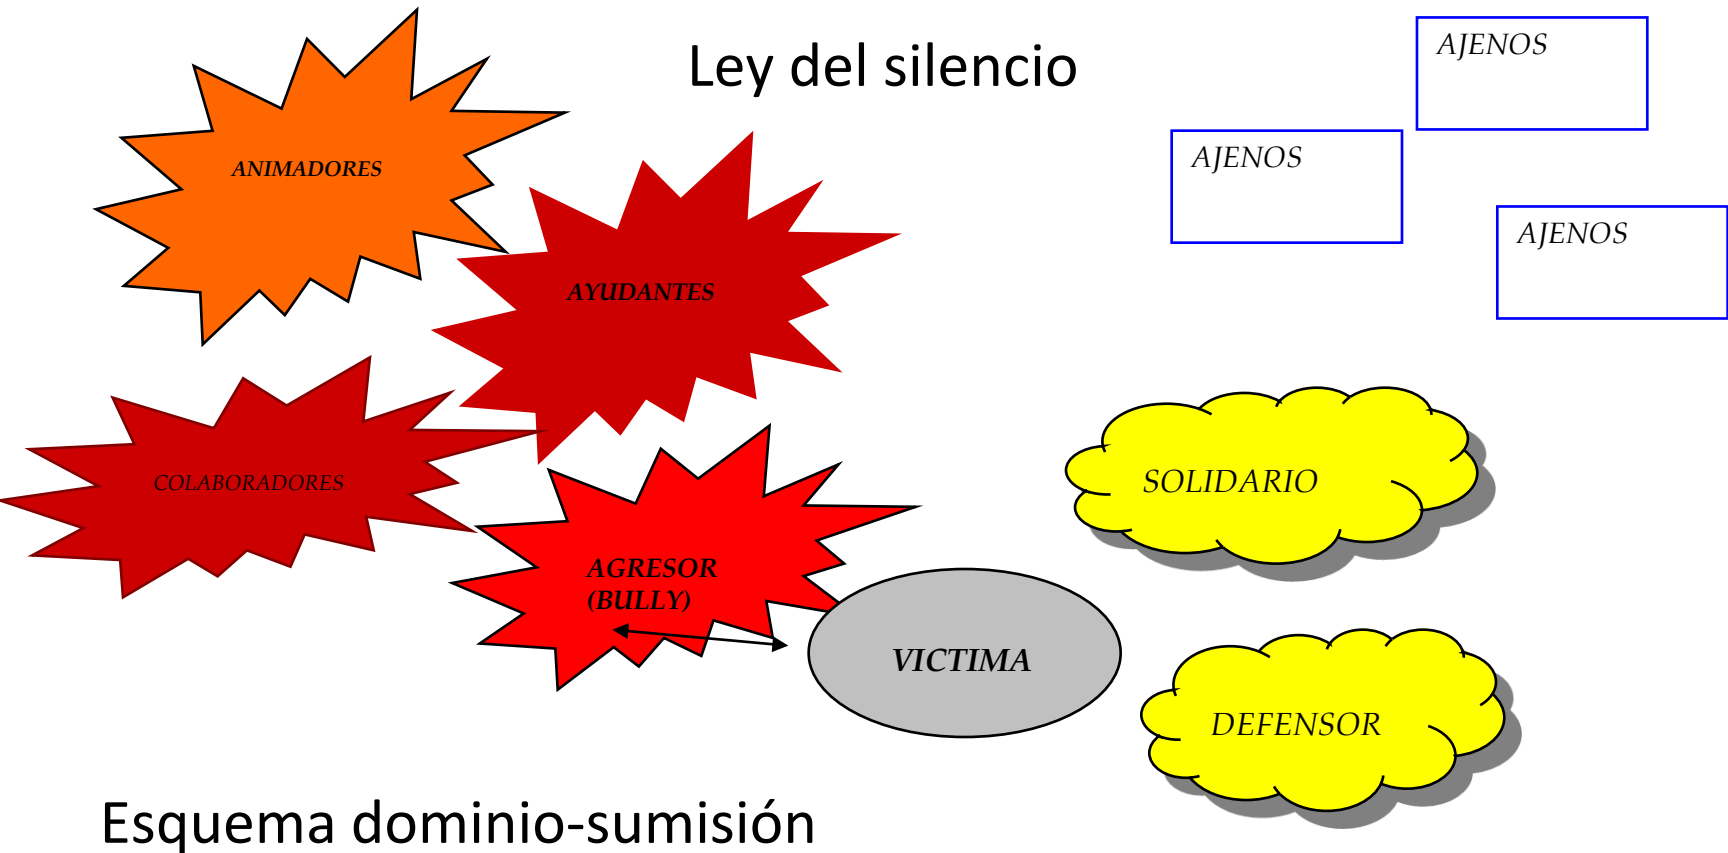 Ley del silencio
AJENOS
AJENOS
AJENOS
ANIMADORES
AYUDANTES
COLABORADORES
SOLIDARIO
AGRESOR
(BULLY)
VICTIMA
DEFENSOR
Esquema dominio-sumisión